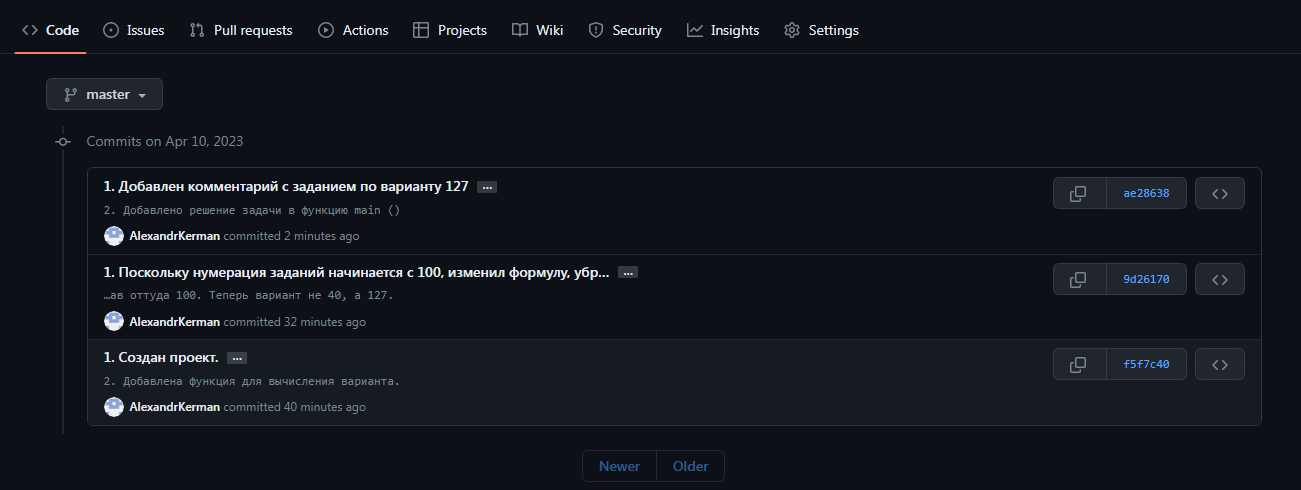 Code Issues Pull requests Actions Projects Wiki Security Insights Settings
master
Commits on Apr 10, 2023
1. Добавлен комментарий с заданием по варианту 127 ...
ae28638
2. Добавлено решение задачи в функцию main ()
AlexandrKerman committed 2 minutes ago
1. Поскольку нумерация заданий начинается с 100, изменил формулу, убр... ...
9d26170
…ав оттуда 100. Теперь вариант не 40, а 127.
AlexandrKerman committed 32 minutes ago
1. Создан проект. ...
f5f7c40
2. Добавлена функция для вычисления варианта.
AlexandrKerman committed 40 minutes ago
Newer Older